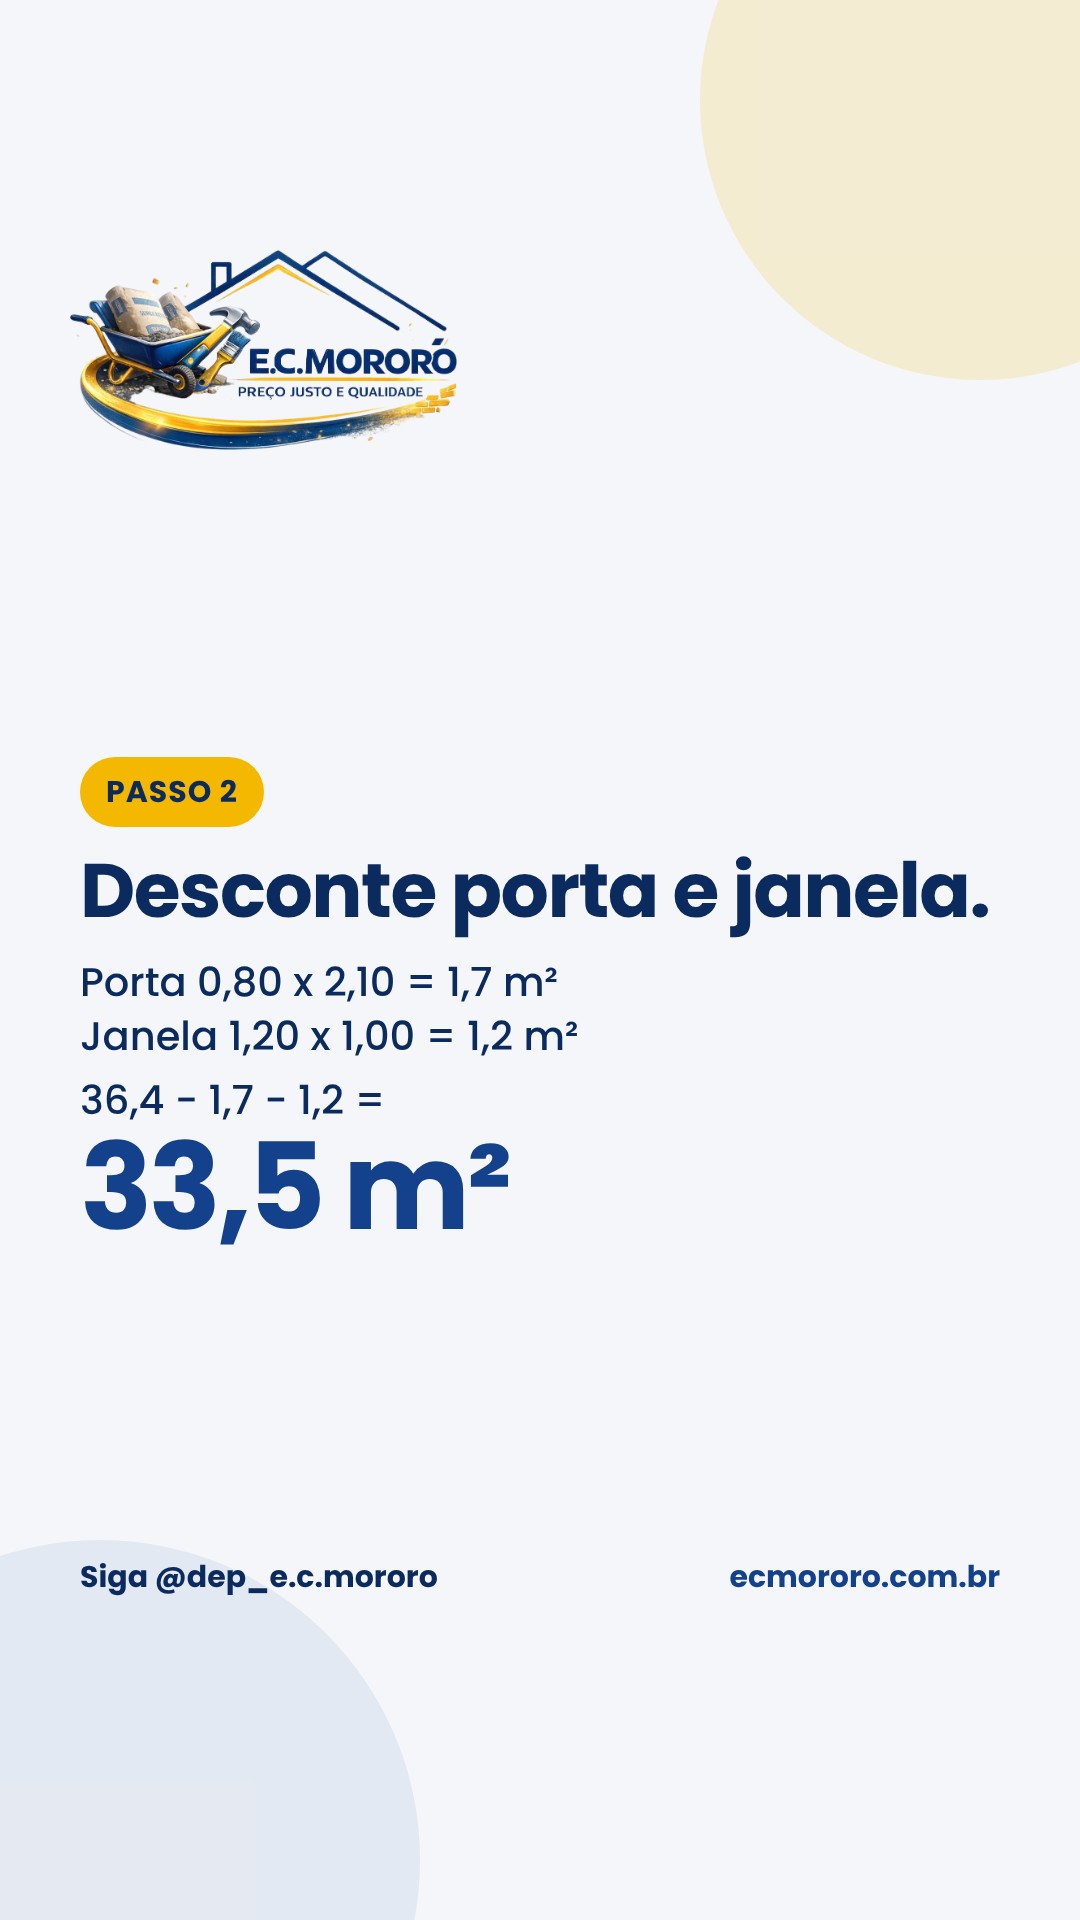 E.C.MORORÓ
PREÇO JUSTO E QUALIDADE
PASSO 2
Desconte porta e janela.
Porta 0,80 x 2,10 = 1,7 m²
Janela 1,20 x 1,00 = 1,2 m²
36,4 - 1,7 - 1,2 =
33,5 m²
Siga @dep_e.c.mororo
ecmororo.com.br